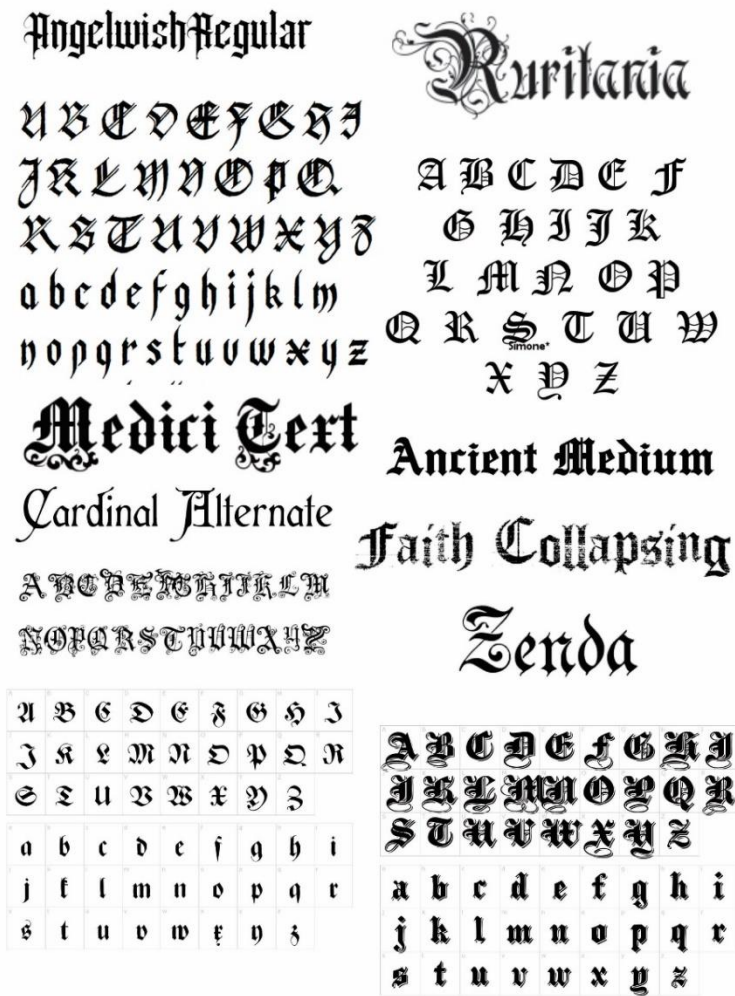 AngelwishRegular
A B C D E F G H I
J K L M N O P Q
R S T U V W X Y Z
a b c d e f g h i j k l m
n o p q r s t u v w x y z
Medici Text
Cardinal Alternate
A B C D E F G H I J K L M
N O P Q R S T U V W X Y Z
A B C D E F G H I
J K L M N O P Q R
S T U V W X Y Z
a b c d e f g h i
j k l m n o p q r
s t u v w x y z
Ruritania
A B C D E F
G H I J K
L M N O P
Q R S T U W
Simone*
X Y Z
Ancient Medium
Faith Collapsing
Zenda
A B C D E F G H I
J K L M N O P Q R
S T U V W X Y Z
a b c d e f g h i
j k l m n o p q r
s t u v w x y z